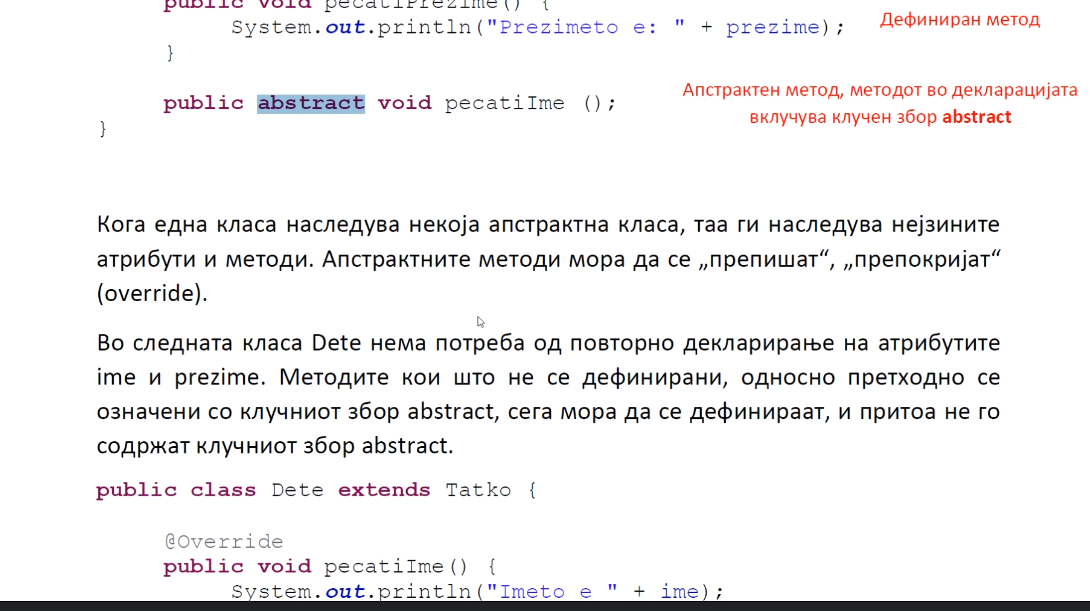 public void pecatiPrezime() {
System.out.println("Prezimeto e: " + prezime);
Дефиниран метод
}
public abstract void pecatiIme ();
Апстрактен метод, методот во декларацијата
вклучува клучен збор abstract
}
Кога една класа наследува некоја апстрактна класа, таа ги наследува нејзините
атрибути и методи. Апстрактните методи мора да се „препишат“, „препокријат“
(override).
Во следната класа Dete нема потреба од повторно декларирање на атрибутите
ime и prezime. Методите кои што не се дефинирани, односно претходно се
означени со клучниот збор abstract, сега мора да се дефинираат, и притоа не го
содржат клучниот збор abstract.
public class Dete extends Tatko {
@Override
public void pecatiIme() {
System.out.println("Imeto e " + ime);